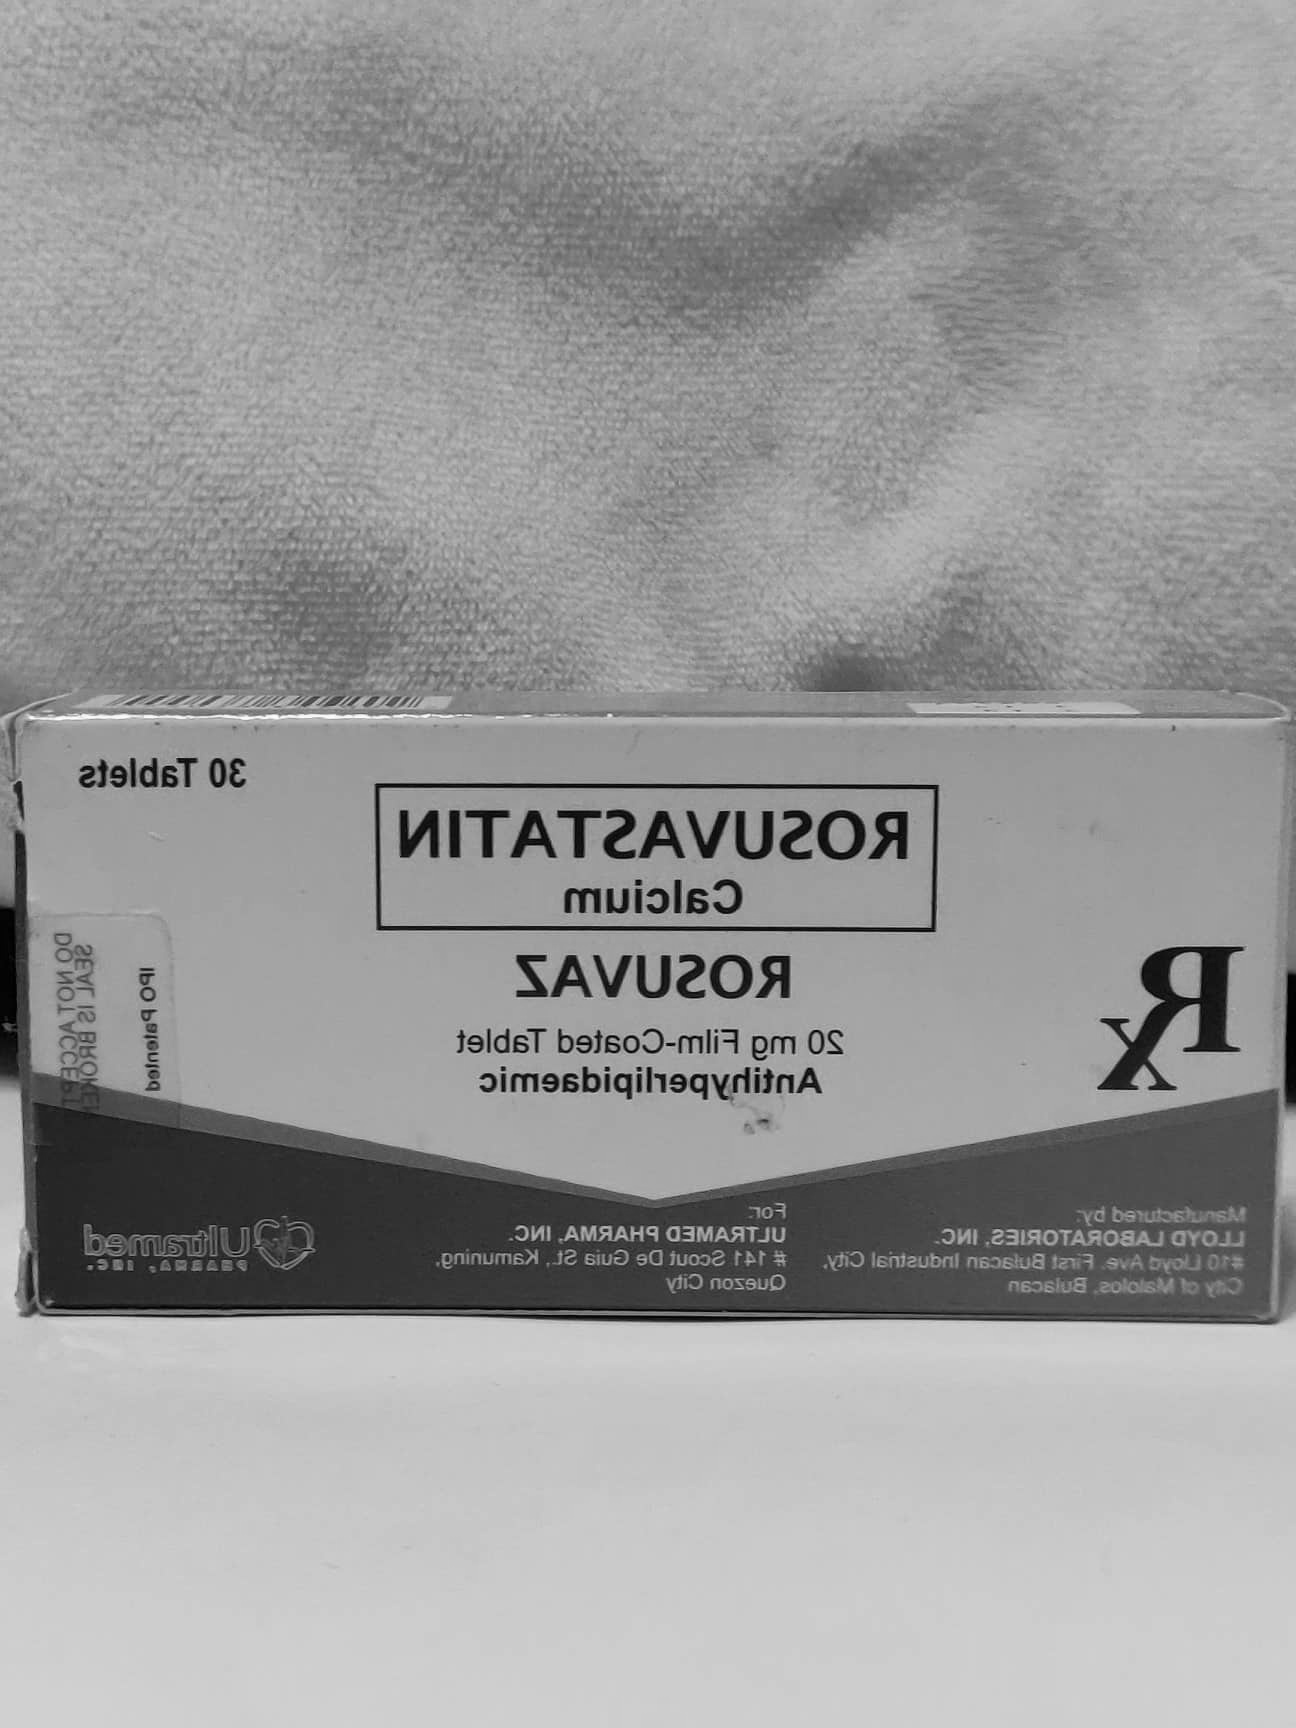 30 Tablets
ROSUVASTATIN
Calcium
ROSUVAZ
20 mg Film-Coated Tablet
Antihyperlipidaemic
Rx
IPO Patented
SEAL IS BROKEN
DO NOT ACCEPT
Manufactured by:
LLOYD LABORATORIES, INC.
#10 Lloyd Ave. First Bulacan Industrial City,
City of Malolos, Bulacan
For:
ULTRAMED PHARMA, INC.
# 141 Scout De Guia St., Kamuning,
Quezon City
Ultramed
PHARMA, INC.